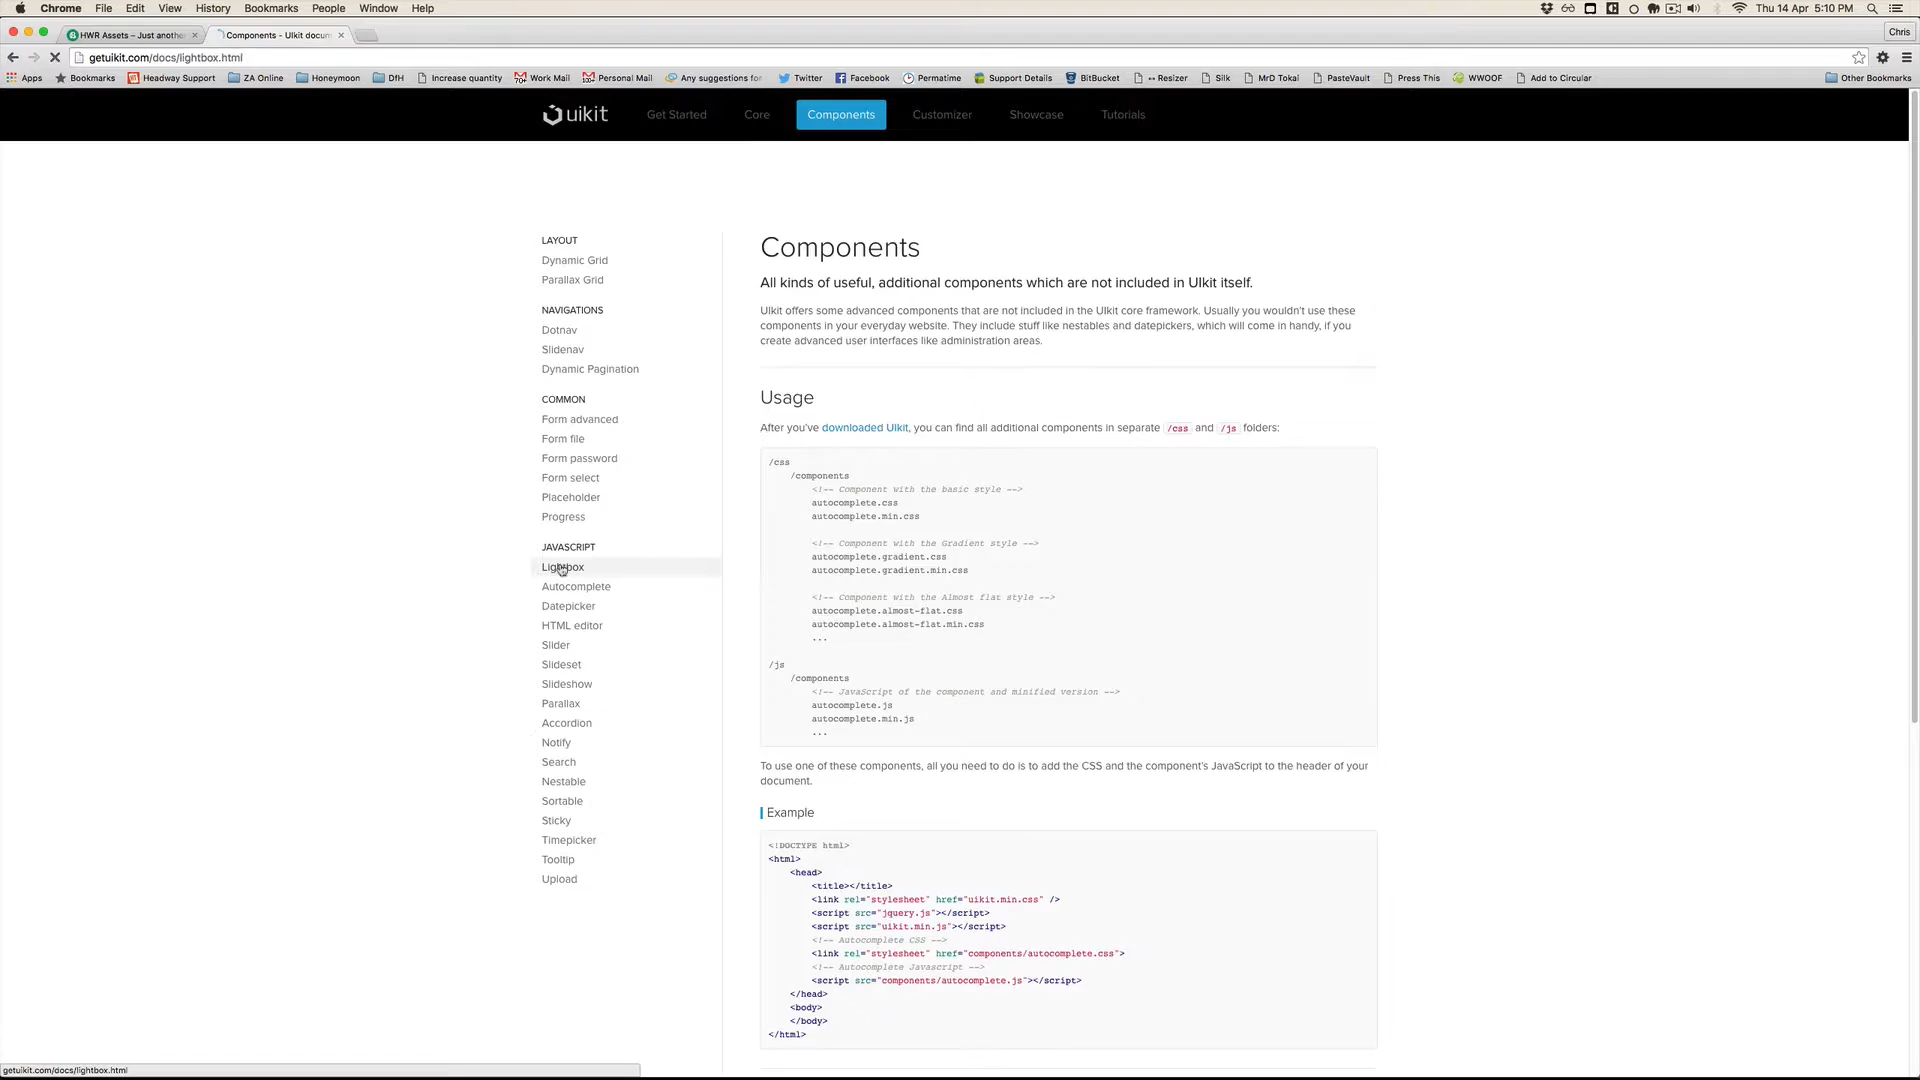 Chrome File Edit View History Bookmarks People Window Help Thu 14 Apr 5:10 PM
HWR Assets – Just anothe Components - UIkit docum Chris
getuikit.com/docs/lightbox.html
Apps Bookmarks Headway Support ZA Online Honeymoon DfH Increase quantity Work Mail Personal Mail Any suggestions fo Twitter Facebook Permatime Support Details BitBucket Resizer Silk MrD Tokai PasteVault Press This WWOOF Add to Circular Other Bookmarks
uikit Get Started Core Components Customizer Showcase Tutorials
LAYOUT
Dynamic Grid
Parallax Grid
NAVIGATIONS
Dotnav
Slidenav
Dynamic Pagination
COMMON
Form advanced
Form file
Form password
Form select
Placeholder
Progress
JAVASCRIPT
Lightbox
Autocomplete
Datepicker
HTML editor
Slider
Slideset
Slideshow
Parallax
Accordion
Notify
Search
Nestable
Sortable
Sticky
Timepicker
Tooltip
Upload
Components
All kinds of useful, additional components which are not included in UIkit itself.
UIkit offers some advanced components that are not included in the UIkit core framework. Usually you wouldn't use these
components in your everyday website. They include stuff like nestables and datepickers, which will come in handy, if you
create advanced user interfaces like administration areas.
Usage
After you've downloaded UIkit, you can find all additional components in separate /css and /js folders:
/css
/components
<!-- Component with the basic style -->
autocomplete.css
autocomplete.min.css
<!-- Component with the Gradient style -->
autocomplete.gradient.css
autocomplete.gradient.min.css
<!-- Component with the Almost flat style -->
autocomplete.almost-flat.css
autocomplete.almost-flat.min.css
...
/js
/components
<!-- JavaScript of the component and minified version -->
autocomplete.js
autocomplete.min.js
...
To use one of these components, all you need to do is to add the CSS and the component's JavaScript to the header of your
document.
Example
<!DOCTYPE html>
<html>
<head>
<title></title>
<link rel="stylesheet" href="uikit.min.css" />
<script src="jquery.js"></script>
<script src="uikit.min.js"></script>
<!-- Autocomplete CSS -->
<link rel="stylesheet" href="components/autocomplete.css">
<!-- Autocomplete Javascript -->
<script src="components/autocomplete.js"></script>
</head>
<body>
</body>
</html>
getuikit.com/docs/lightbox.html